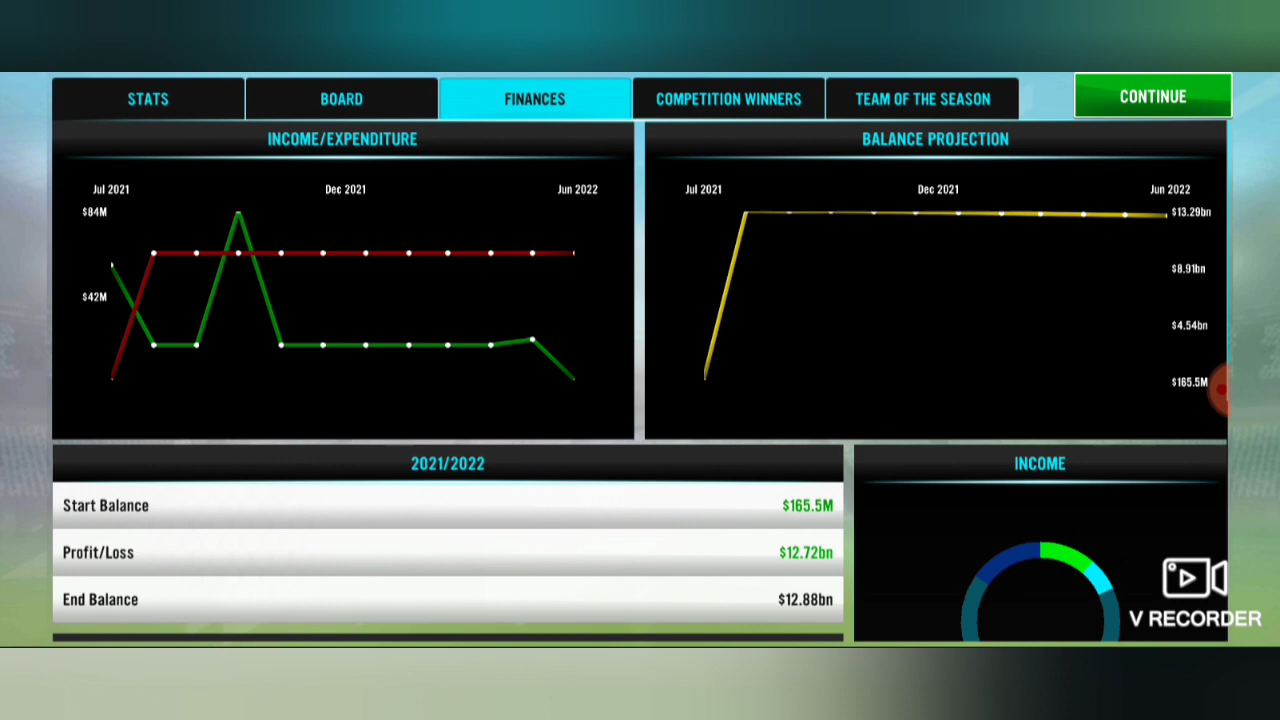 STATS
BOARD
FINANCES
COMPETITION WINNERS
TEAM OF THE SEASON
CONTINUE
INCOME/EXPENDITURE
Jul 2021
Dec 2021
Jun 2022
$84M
$42M
BALANCE PROJECTION
Jul 2021
Dec 2021
Jun 2022
$13.29bn
$8.91bn
$4.54bn
$165.5M
2021/2022
Start Balance $165.5M
Profit/Loss $12.72bn
End Balance $12.88bn
INCOME
V RECORDER